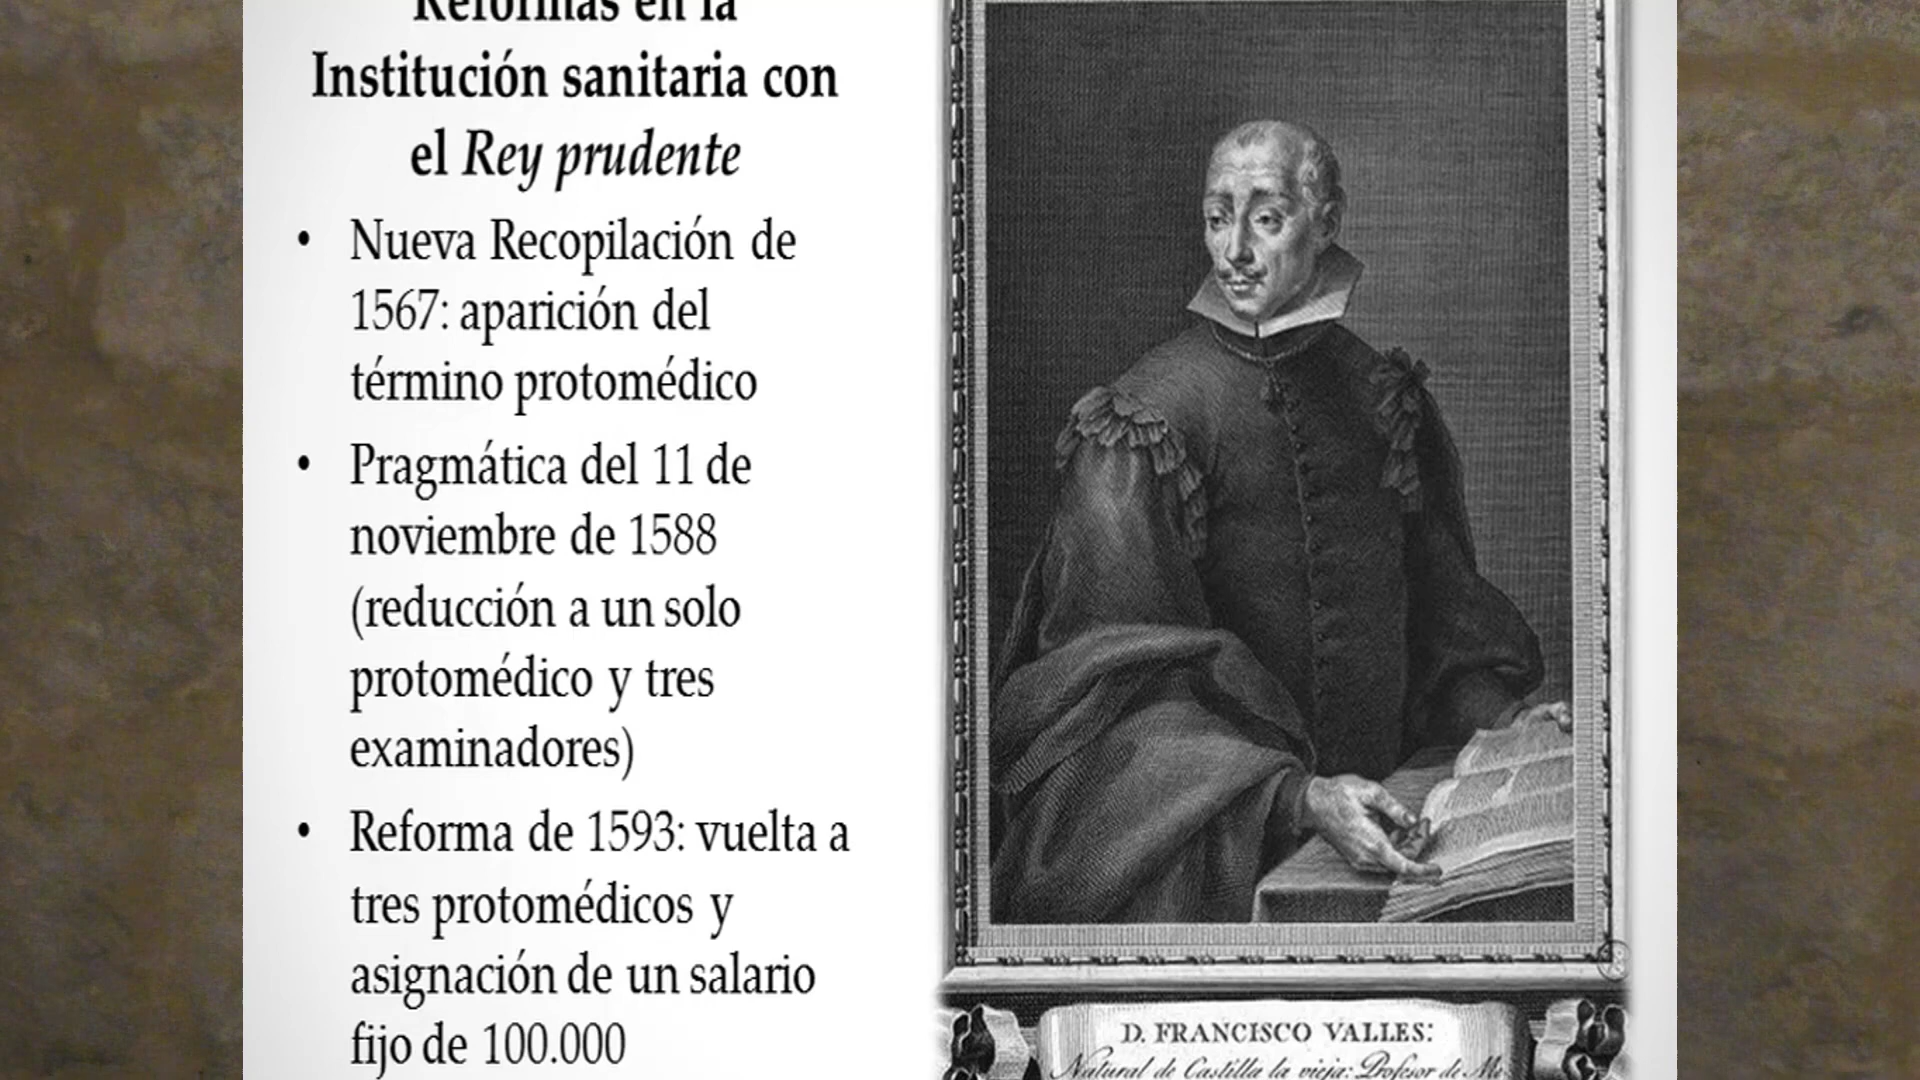 Reformas en la
Institución sanitaria con
el Rey prudente
• Nueva Recopilación de
1567: aparición del
término protomédico
• Pragmática del 11 de
noviembre de 1588
(reducción a un solo
protomédico y tres
examinadores)
• Reforma de 1593: vuelta a
tres protomédicos y
asignación de un salario
fijo de 100.000
D. FRANCISCO VALLES:
Natural de Castilla la vieja: Profesor de